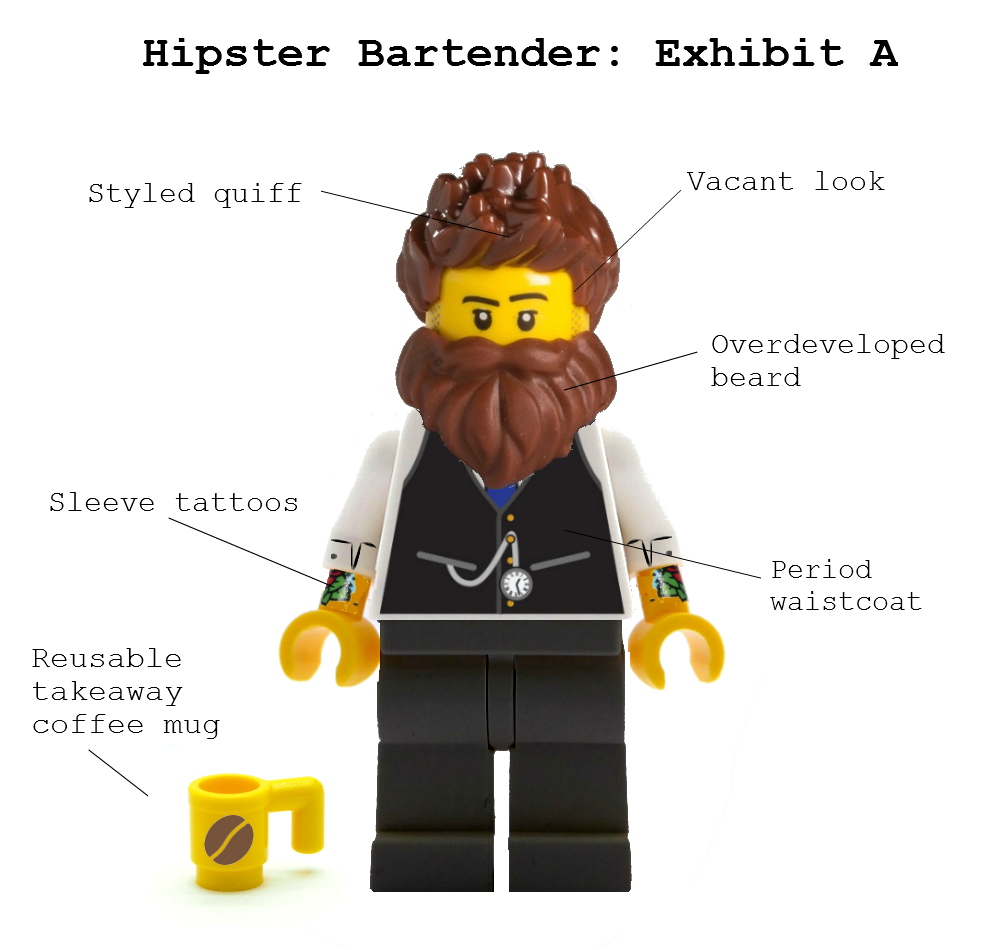 Hipster Bartender: Exhibit A
Styled quiff
Vacant look
Overdeveloped
beard
Sleeve tattoos
Period
waistcoat
Reusable
takeaway
coffee mug